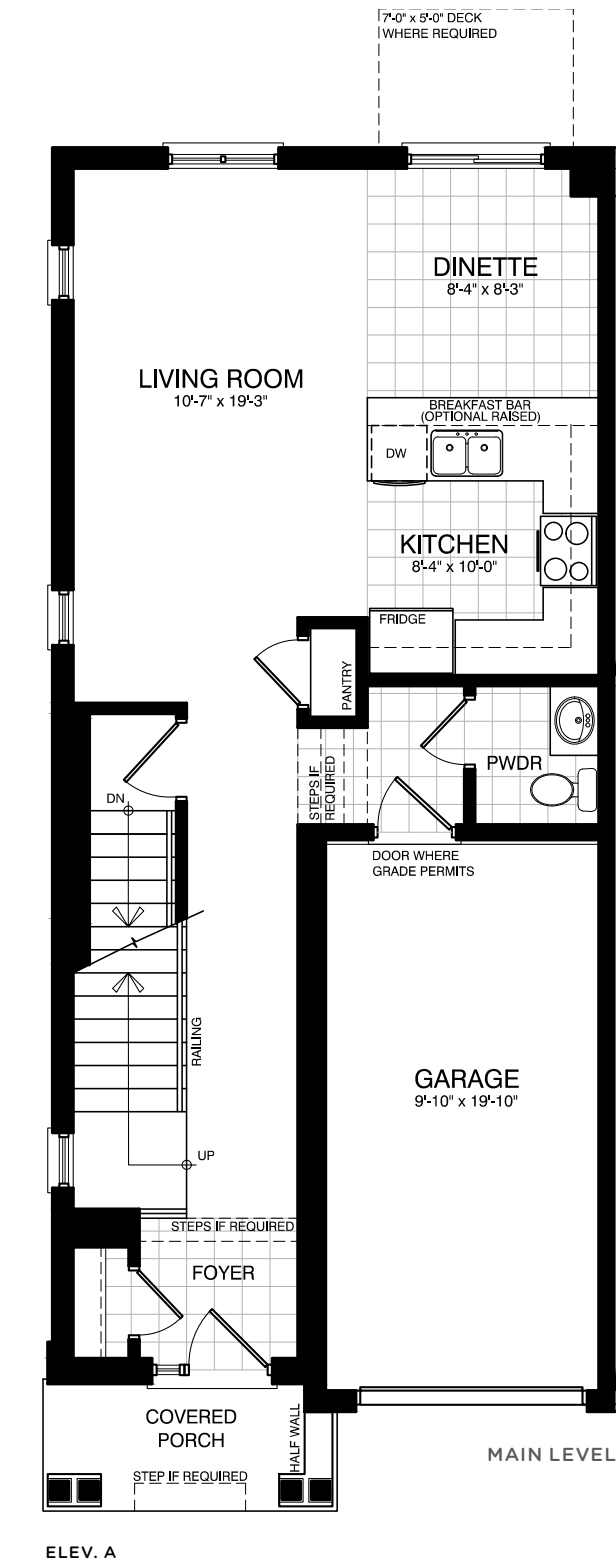 7'-0" x 5'-0" DECK
WHERE REQUIRED
DINETTE
8'-4" x 8'-3"
LIVING ROOM
10'-7" x 19'-3"
BREAKFAST BAR
(OPTIONAL RAISED)
DW
KITCHEN
8'-4" x 10'-0"
FRIDGE
PANTRY
PWDR
STEPS IF
REQUIRED
DN
DOOR WHERE
GRADE PERMITS
RAILING
GARAGE
9'-10" x 19'-10"
UP
STEPS IF REQUIRED
FOYER
COVERED
PORCH
HALF WALL
MAIN LEVEL
STEP IF REQUIRED
ELEV. A